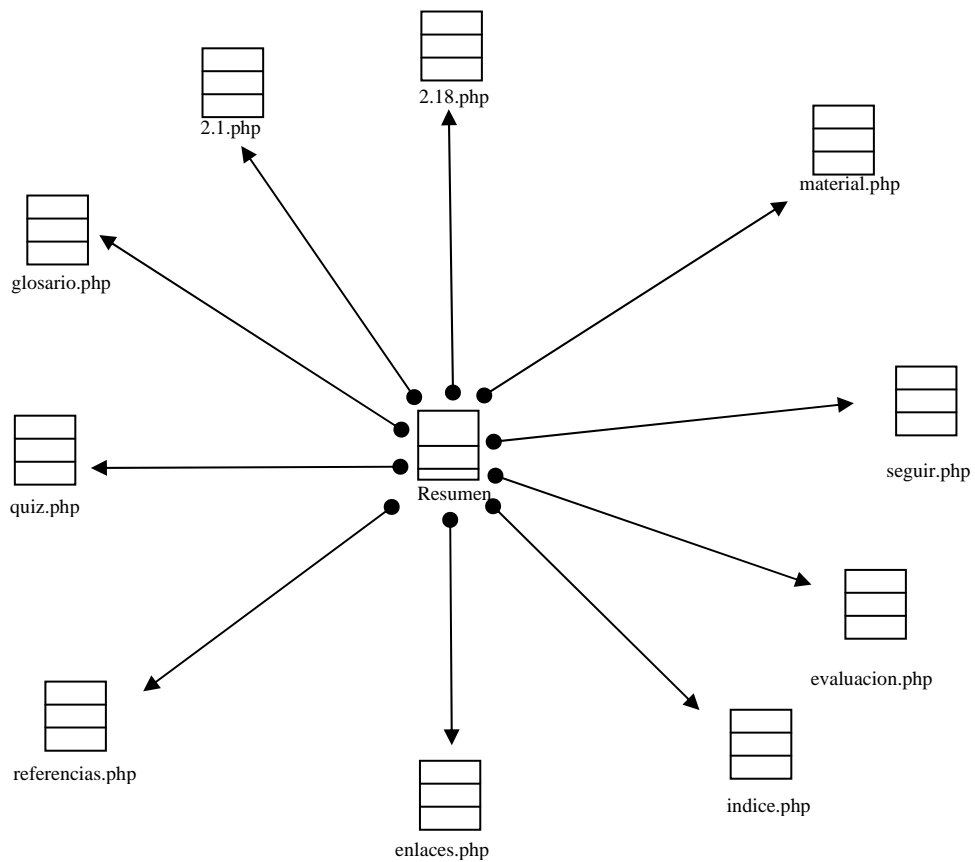 2.18.php
2.1.php
material.php
glosario.php
seguir.php
Resumen
quiz.php
evaluacion.php
referencias.php
indice.php
enlaces.php